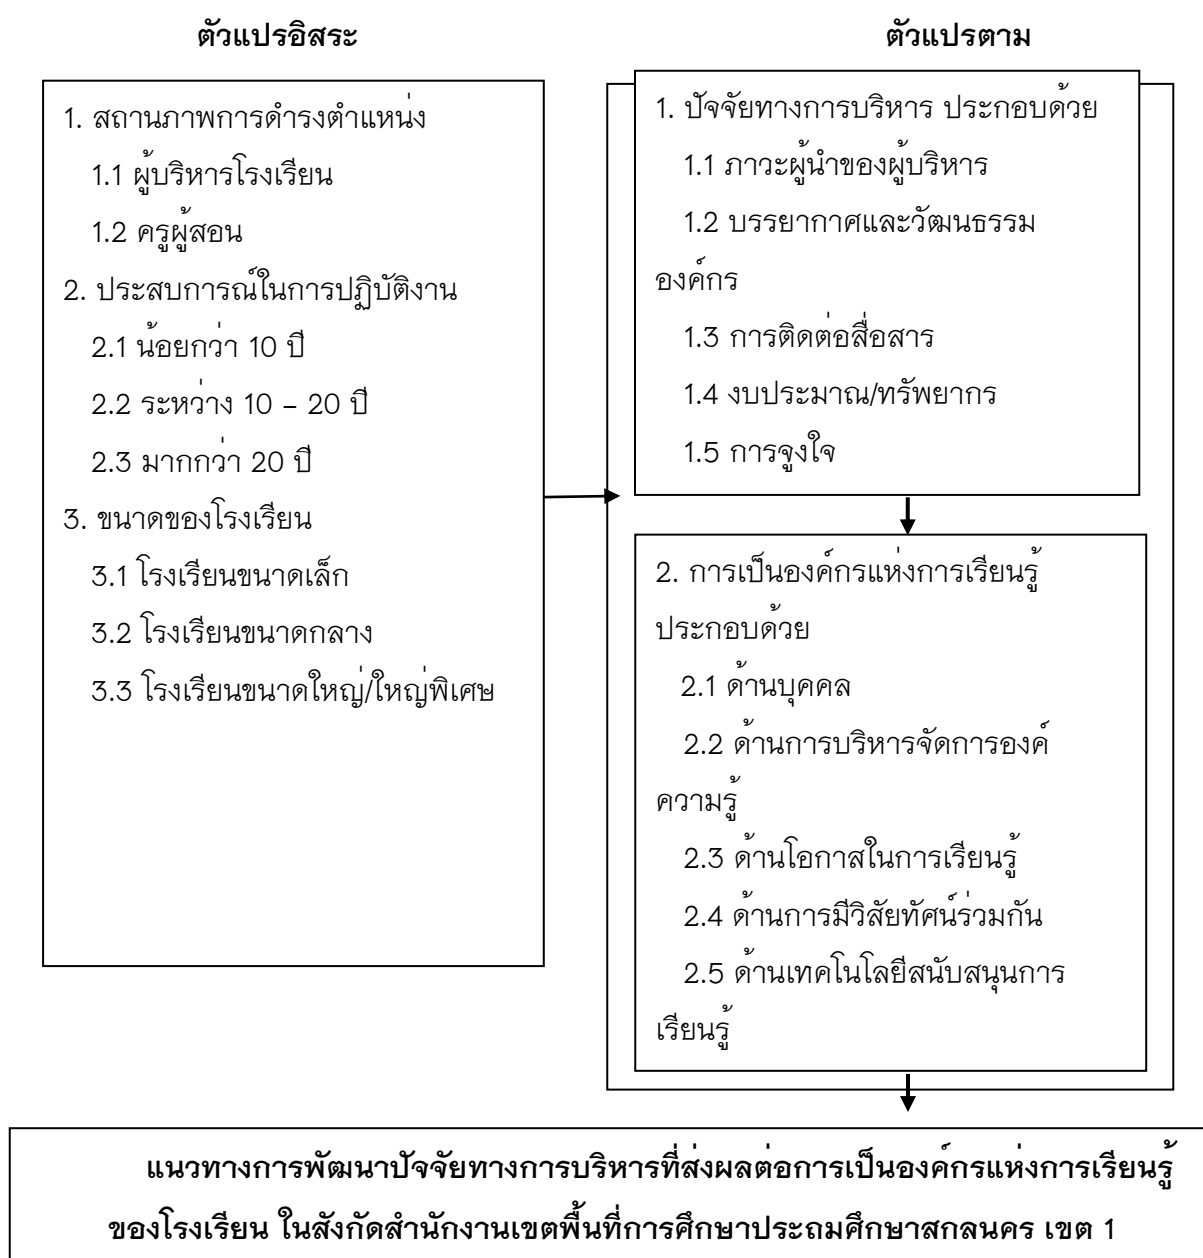 ตัวแปรอิสระ
1. สถานภาพการดำรงตำแหน่ง
1.1 ผู้บริหารโรงเรียน
1.2 ครูผู้สอน
2. ประสบการณ์ในการปฏิบัติงาน
2.1 น้อยกว่า 10 ปี
2.2 ระหว่าง 10 – 20 ปี
2.3 มากกว่า 20 ปี
3. ขนาดของโรงเรียน
3.1 โรงเรียนขนาดเล็ก
3.2 โรงเรียนขนาดกลาง
3.3 โรงเรียนขนาดใหญ่/ใหญ่พิเศษ
ตัวแปรตาม
1. ปัจจัยทางการบริหาร ประกอบด้วย
1.1 ภาวะผู้นำของผู้บริหาร
1.2 บรรยากาศและวัฒนธรรม
องค์กร
1.3 การติดต่อสื่อสาร
1.4 งบประมาณ/ทรัพยากร
1.5 การจูงใจ
2. การเป็นองค์กรแห่งการเรียนรู้
ประกอบด้วย
2.1 ด้านบุคคล
2.2 ด้านการบริหารจัดการองค์
ความรู้
2.3 ด้านโอกาสในการเรียนรู้
2.4 ด้านการมีวิสัยทัศน์ร่วมกัน
2.5 ด้านเทคโนโลยีสนับสนุนการ
เรียนรู้
แนวทางการพัฒนาปัจจัยทางการบริหารที่ส่งผลต่อการเป็นองค์กรแห่งการเรียนรู้
ของโรงเรียน ในสังกัดสำนักงานเขตพื้นที่การศึกษาประถมศึกษาสกลนคร เขต 1